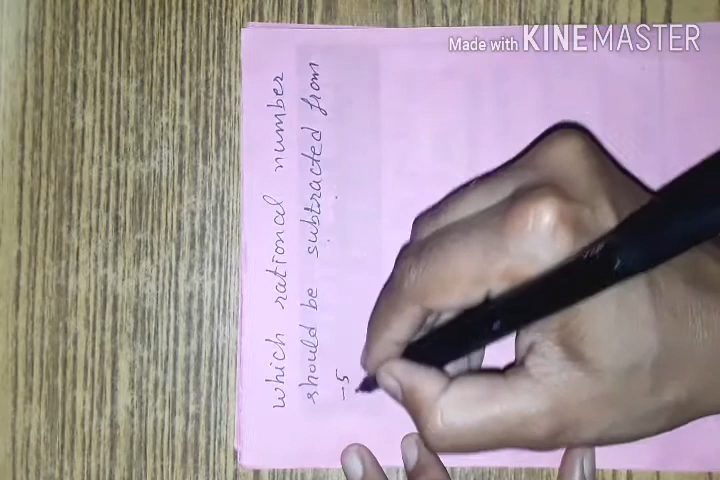 Made with KINEMASTER
which rational number
should be subtracted from
-5